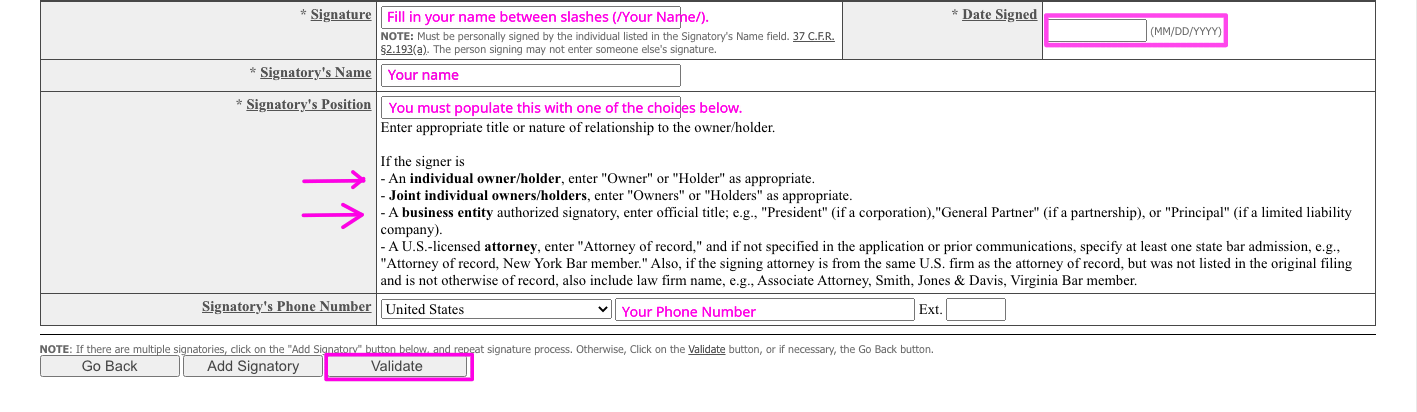 * Signature
Fill in your name between slashes (/Your Name/).
NOTE: Must be personally signed by the individual listed in the Signatory's Name field. 37 C.F.R.
§2.193(a). The person signing may not enter someone else's signature.
* Date Signed
(MM/DD/YYYY)
* Signatory's Name
Your name
* Signatory's Position
You must populate this with one of the choices below.
Enter appropriate title or nature of relationship to the owner/holder.
If the signer is
- An individual owner/holder, enter "Owner" or "Holder" as appropriate.
- Joint individual owners/holders, enter "Owners" or "Holders" as appropriate.
- A business entity authorized signatory, enter official title; e.g., "President" (if a corporation),"General Partner" (if a partnership), or "Principal" (if a limited liability
company).
- A U.S.-licensed attorney, enter "Attorney of record," and if not specified in the application or prior communications, specify at least one state bar admission, e.g.,
"Attorney of record, New York Bar member." Also, if the signing attorney is from the same U.S. firm as the attorney of record, but was not listed in the original filing
and is not otherwise of record, also include law firm name, e.g., Associate Attorney, Smith, Jones & Davis, Virginia Bar member.
Signatory's Phone Number
United States
Your Phone Number
Ext.
NOTE: If there are multiple signatories, click on the "Add Signatory" button below, and repeat signature process. Otherwise, Click on the Validate button, or if necessary, the Go Back button.
Go Back
Add Signatory
Validate